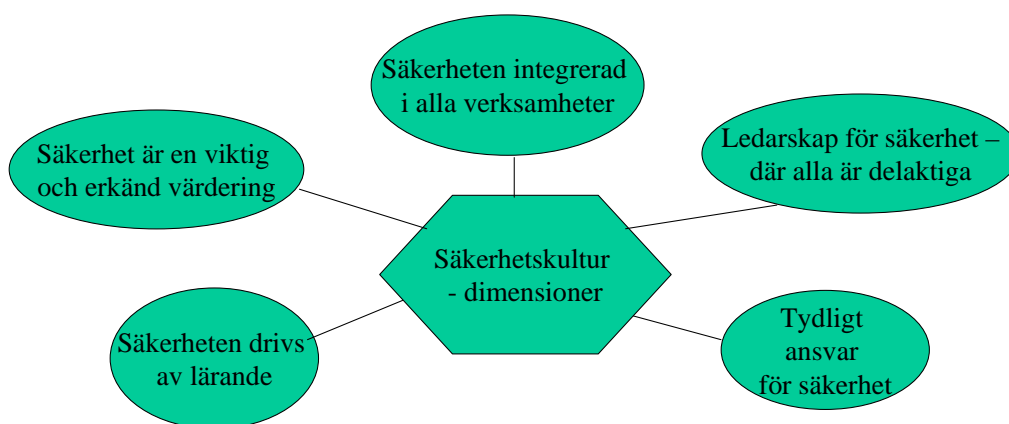 Säkerheten integrerad
i alla verksamheter
Säkerhet är en viktig
och erkänd värdering
Ledarskap för säkerhet –
där alla är delaktiga
Säkerhetskultur
- dimensioner
Säkerheten drivs
av lärande
Tydligt
ansvar
för säkerhet